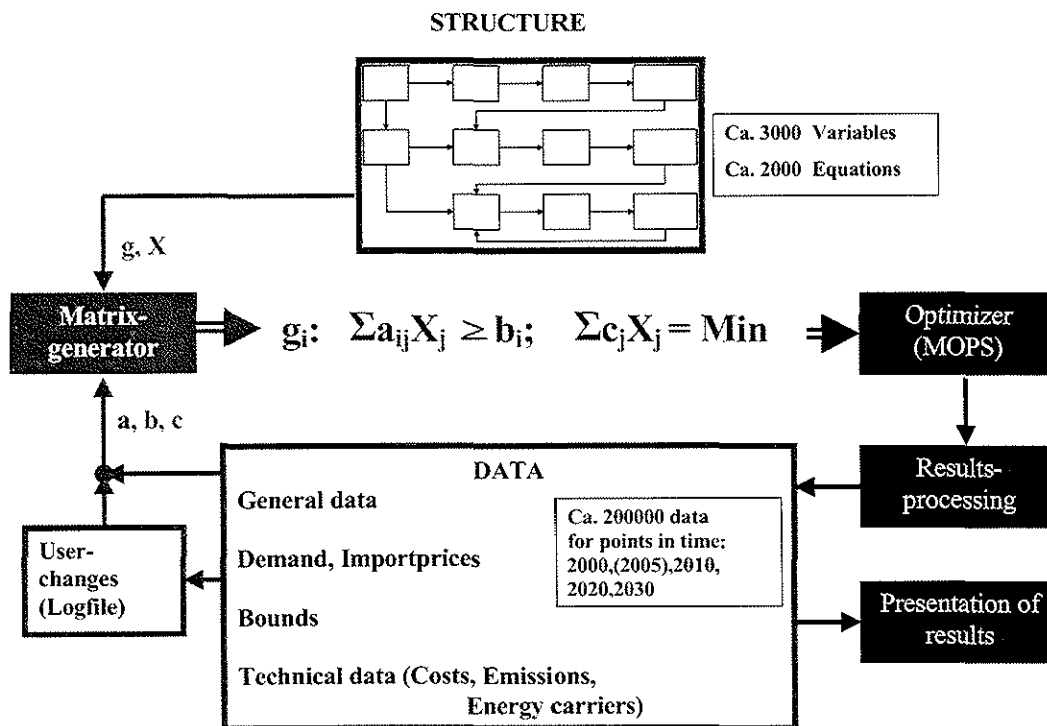 STRUCTURE
Ca. 3000 Variables
Ca. 2000 Equations
g, X
Matrix-
generator
gᵢ: ΣaᵢⱼXⱼ ≥ bᵢ; ΣcⱼXⱼ = Min
Optimizer
(MOPS)
a, b, c
DATA
General data
Demand, Importprices
Bounds
Technical data (Costs, Emissions,
Energy carriers)
Ca. 200000 data
for points in time:
2000,(2005),2010,
2020,2030
User-
changes
(Logfile)
Results-
processing
Presentation of
results